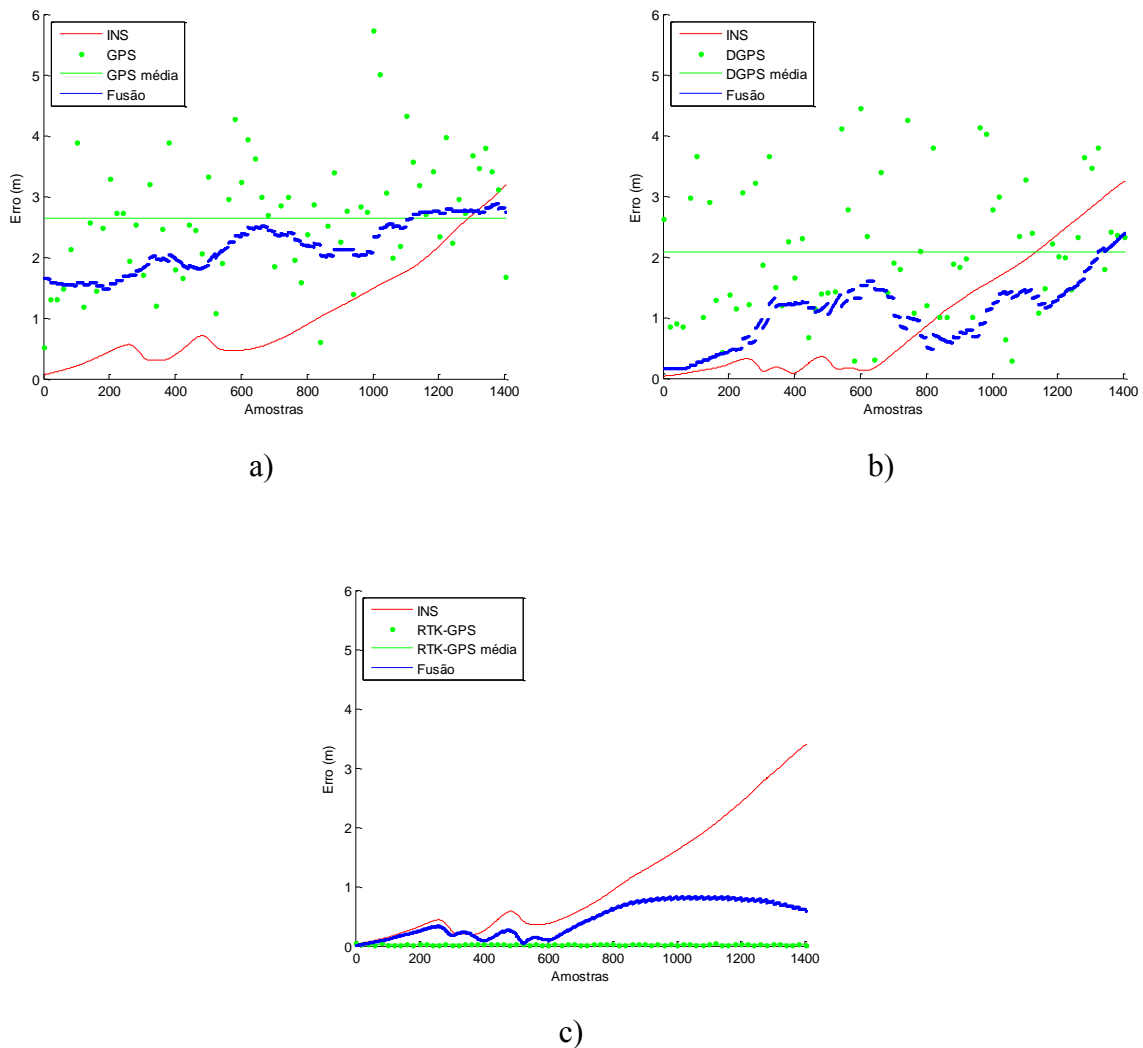 6
5
4
3
2
1
0
Erro (m)
INS
GPS
GPS média
Fusão
0 200 400 600 800 1000 1200 1400
Amostras
a)
6
5
4
3
2
1
0
Erro (m)
INS
DGPS
DGPS média
Fusão
0 200 400 600 800 1000 1200 1400
Amostras
b)
6
5
4
3
2
1
0
Erro (m)
INS
RTK-GPS
RTK-GPS média
Fusão
0 200 400 600 800 1000 1200 1400
Amostras
c)